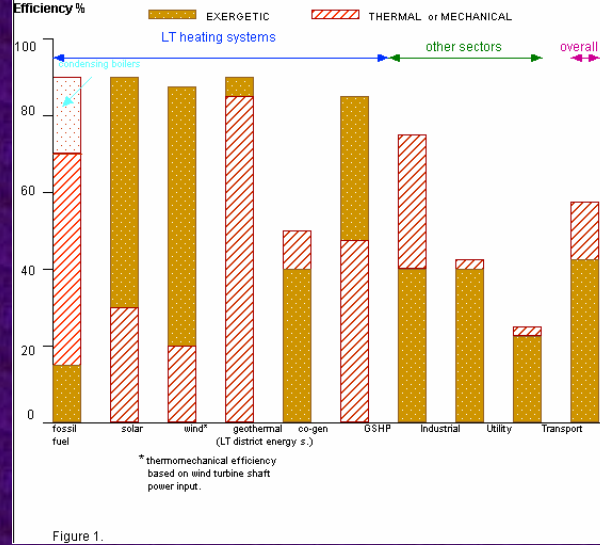 Efficiency %
EXERGETIC
THERMAL or MECHANICAL
LT heating systems
other sectors
overall
condensing boilers
100
80
60
40
20
0
fossil
fuel
solar
wind*
geothermal
(LT district energy s.)
co-gen
GSHP
Industrial
Utility
Transport
* thermomechanical efficiency
based on wind turbine shaft
power input.
Figure 1.